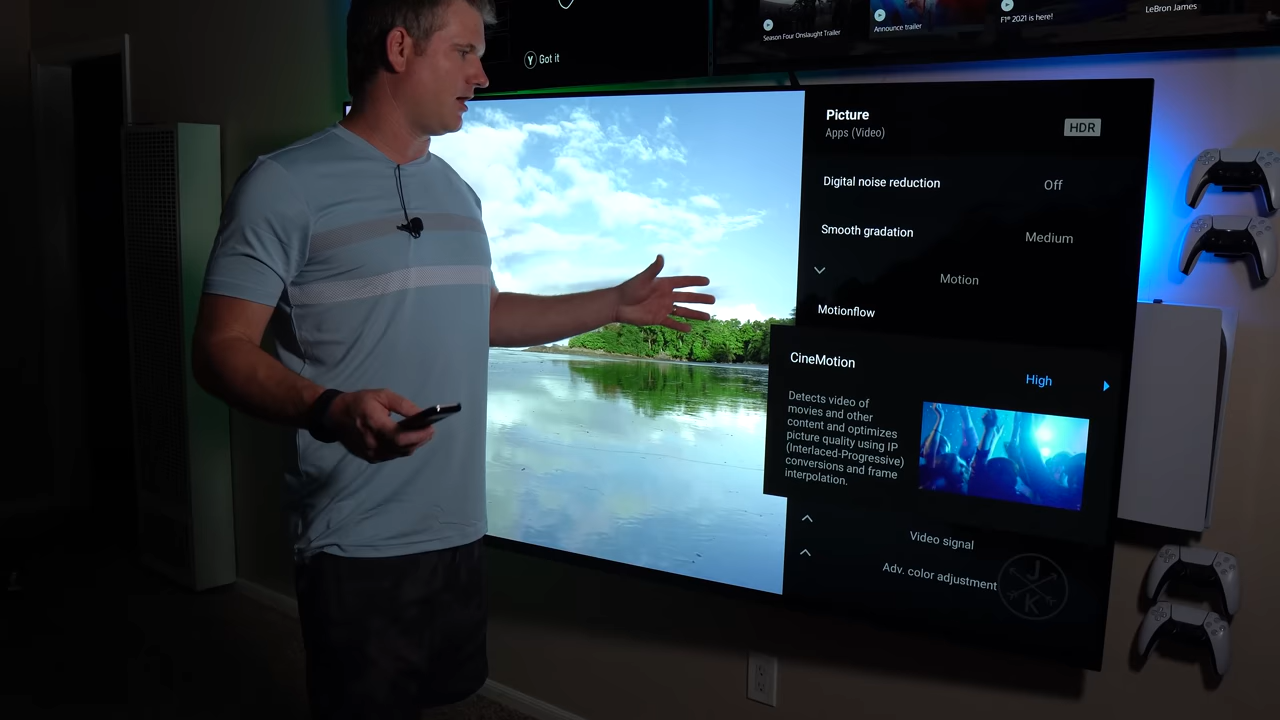 Season Four Onslaught Trailer
Announce trailer
F1® 2021 is here!
LeBron James
Y Got it
Picture
Apps (Video)
HDR
Digital noise reduction
Off
Smooth gradation
Medium
Motion
Motionflow
CineMotion
High
Detects video of
movies and other
content and optimizes
picture quality using IP
(Interlaced-Progressive)
conversions and frame
interpolation.
Video signal
Adv. color adjustment
J
K